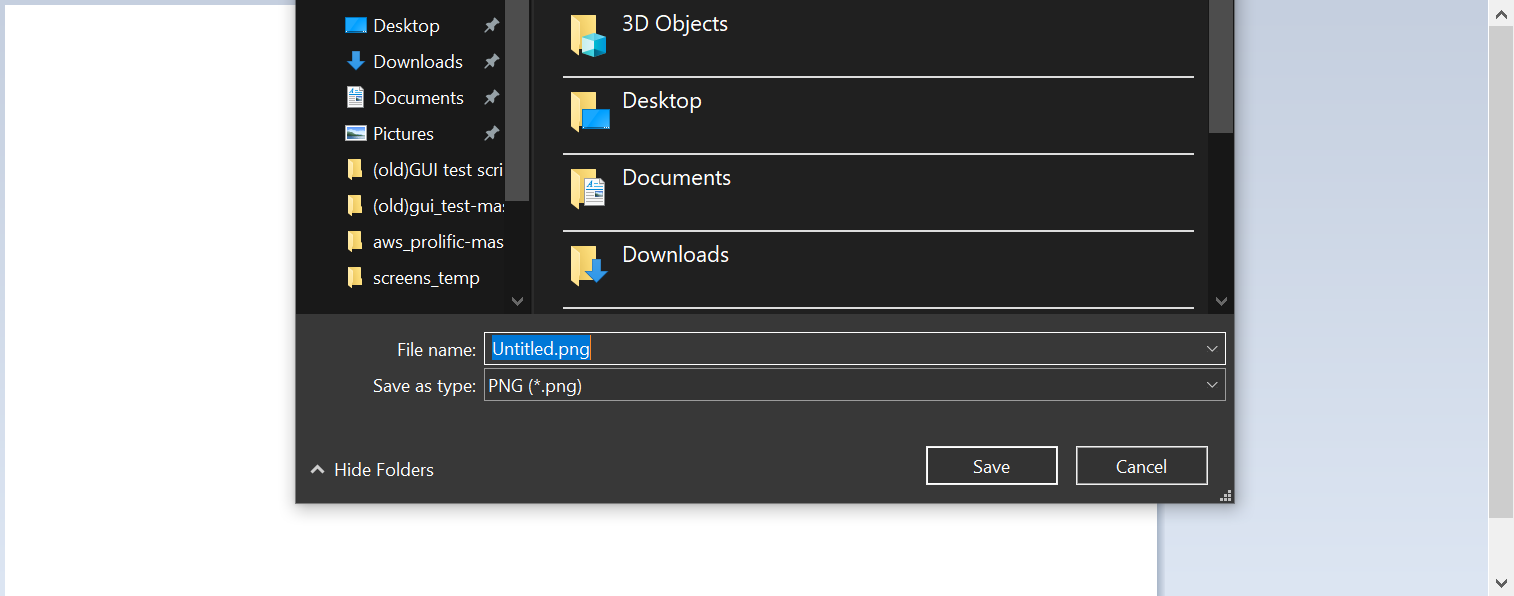 Desktop
Downloads
Documents
Pictures
(old)GUI test scri
(old)gui_test-mas
aws_prolific-mas
screens_temp
3D Objects
Desktop
Documents
Downloads
File name: Untitled.png
Save as type: PNG (*.png)
Hide Folders
Save
Cancel